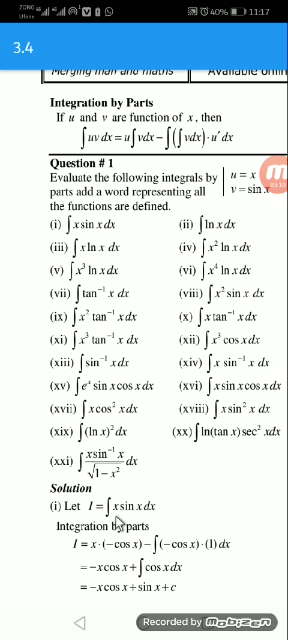 ZONG
Ufone
40% 11:17
3.4
Merging man and maths
Integration by Parts
If u and v are function of x, then
∫uv dx = u∫vdx − ∫(∫vdx)·u′ dx
Question # 1
Evaluate the following integrals by
parts add a word representing all
the functions are defined.
u = x
v = sin x
(i) ∫x sin x dx (ii) ∫ln x dx
(iii) ∫x ln x dx (iv) ∫x² ln x dx
(v) ∫x³ ln x dx (vi) ∫x⁴ ln x dx
(vii) ∫tan⁻¹ x dx (viii) ∫x² sin x dx
(ix) ∫x² tan⁻¹ x dx (x) ∫x tan⁻¹ x dx
(xi) ∫x³ tan⁻¹ x dx (xii) ∫x³ cos x dx
(xiii) ∫sin⁻¹ x dx (xiv) ∫x sin⁻¹ x dx
(xv) ∫eˣ sin x cos x dx (xvi) ∫x sin x cos x dx
(xvii) ∫x cos² x dx (xviii) ∫x sin² x dx
(xix) ∫(ln x)² dx (xx) ∫ln(tan x) sec² x dx
(xxi) ∫ x sin⁻¹ x / √(1 − x²) dx
Solution
(i) Let I = ∫x sin x dx
Integration by parts
I = x·(−cos x) − ∫(−cos x)·(1) dx
= −x cos x + ∫cos x dx
= −x cos x + sin x + c
Recorded by mobizen